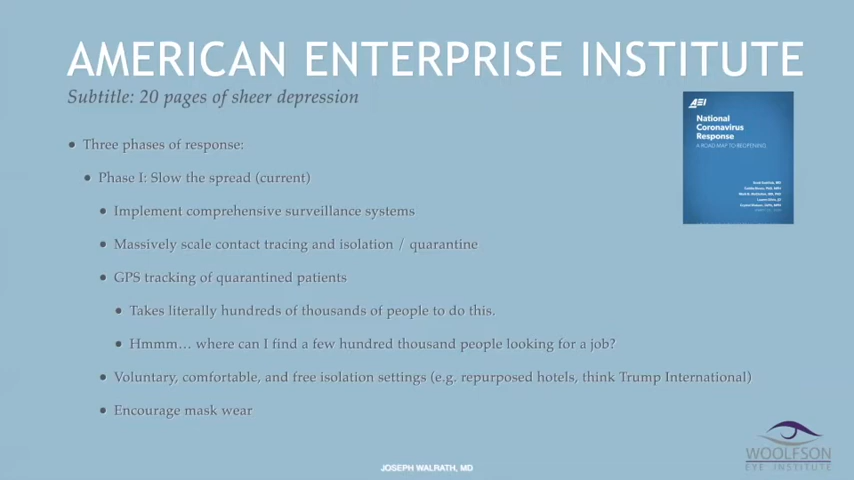 AMERICAN ENTERPRISE INSTITUTE
Subtitle: 20 pages of sheer depression
AEI
National
Coronavirus
Response
A ROAD MAP TO REOPENING
• Three phases of response:
• Phase I: Slow the spread (current)
• Implement comprehensive surveillance systems
• Massively scale contact tracing and isolation / quarantine
• GPS tracking of quarantined patients
• Takes literally hundreds of thousands of people to do this.
• Hmmm… where can I find a few hundred thousand people looking for a job?
• Voluntary, comfortable, and free isolation settings (e.g. repurposed hotels, think Trump International)
• Encourage mask wear
JOSEPH WALRATH, MD
WOOLFSON
EYE INSTITUTE